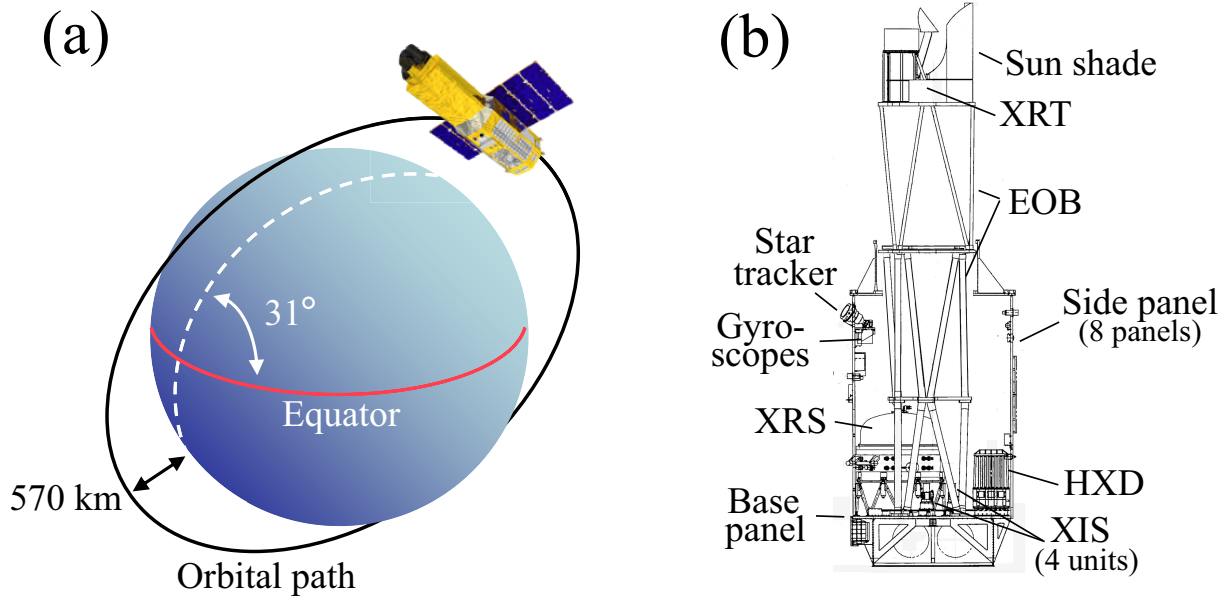 (a)
31°
Equator
570 km
Orbital path
(b)
Sun shade
XRT
EOB
Star
tracker
Gyro-
scopes
Side panel
(8 panels)
XRS
HXD
Base
panel
XIS
(4 units)